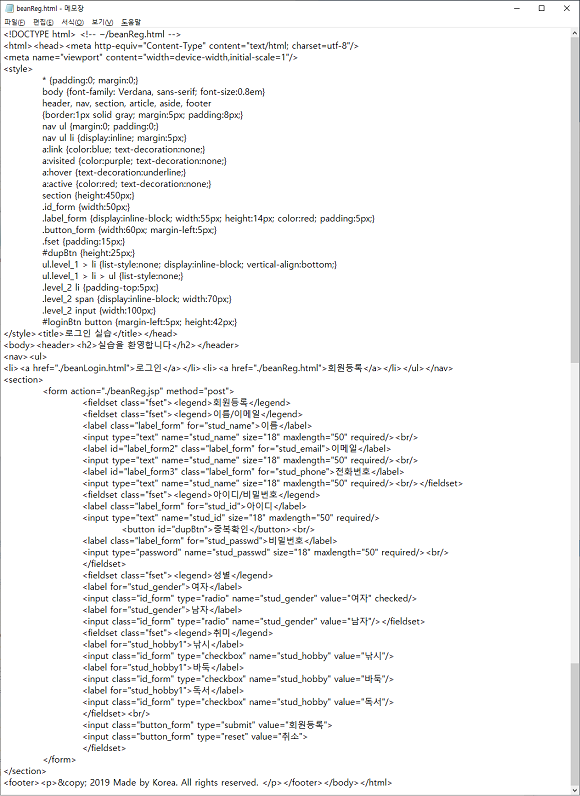 beanReg.html - 메모장
파일(F) 편집(E) 서식(O) 보기(V) 도움말
<!DOCTYPE html> <!-- ~/beanReg.html -->
<html><head><meta http-equiv="Content-Type" content="text/html; charset=utf-8"/>
<meta name="viewport" content="width=device-width,initial-scale=1"/>
<style>
* {padding:0; margin:0;}
body {font-family: Verdana, sans-serif; font-size:0.8em}
header, nav, section, article, aside, footer
{border:1px solid gray; margin:5px; padding:8px;}
nav ul {margin:0; padding:0;}
nav ul li {display:inline; margin:5px;}
a:link {color:blue; text-decoration:none;}
a:visited {color:purple; text-decoration:none;}
a:hover {text-decoration:underline;}
a:active {color:red; text-decoration:none;}
section {height:450px;}
.id_form {width:50px;}
.label_form {display:inline-block; width:55px; height:14px; color:red; padding:5px;}
.button_form {width:60px; margin-left:5px;}
.fset {padding:15px;}
#dupBtn {height:25px;}
ul.level_1 > li {list-style:none; display:inline-block; vertical-align:bottom;}
ul.level_1 > li > ul {list-style:none;}
.level_2 li {padding-top:5px;}
.level_2 span {display:inline-block; width:70px;}
.level_2 input {width:100px;}
#loginBtn button {margin-left:5px; height:42px;}
</style><title>로그인 실습</title></head>
<body><header><h2>실습을 환영합니다</h2></header>
<nav><ul>
<li><a href="./beanLogin.html">로그인</a></li><li><a href="./beanReg.html">회원등록</a></li></ul></nav>
<section>
<form action="./beanReg.jsp" method="post">
<fieldset class="fset"><legend>회원등록</legend>
<fieldset class="fset"><legend>이름/이메일</legend>
<label class="label_form" for="stud_name">이름</label>
<input type="text" name="stud_name" size="18" maxlength="50" required/><br/>
<label id="label_form2" class="label_form" for="stud_email">이메일</label>
<input type="text" name="stud_name" size="18" maxlength="50" required/><br/>
<label id="label_form3" class="label_form" for="stud_phone">전화번호</label>
<input type="text" name="stud_name" size="18" maxlength="50" required/><br/></fieldset>
<fieldset class="fset"><legend>아이디/비밀번호</legend>
<label class="label_form" for="stud_id">아이디</label>
<input type="text" name="stud_id" size="18" maxlength="50" required/>
<button id="dupBtn">중복확인</button><br/>
<label class="label_form" for="stud_passwd">비밀번호</label>
<input type="password" name="stud_passwd" size="18" maxlength="50" required/><br/>
</fieldset>
<fieldset class="fset"><legend>성별</legend>
<label for="stud_gender">여자</label>
<input class="id_form" type="radio" name="stud_gender" value="여자" checked/>
<label for="stud_gender">남자</label>
<input class="id_form" type="radio" name="stud_gender" value="남자"/></fieldset>
<fieldset class="fset"><legend>취미</legend>
<label for="stud_hobby1">낚시</label>
<input class="id_form" type="checkbox" name="stud_hobby" value="낚시"/>
<label for="stud_hobby1">바둑</label>
<input class="id_form" type="checkbox" name="stud_hobby" value="바둑"/>
<label for="stud_hobby1">독서</label>
<input class="id_form" type="checkbox" name="stud_hobby" value="독서"/>
</fieldset><br/>
<input class="button_form" type="submit" value="회원등록">
<input class="button_form" type="reset" value="취소">
</fieldset>
</form>
</section>
<footer><p>&copy; 2019 Made by Korea. All rights reserved. </p></footer></body></html>